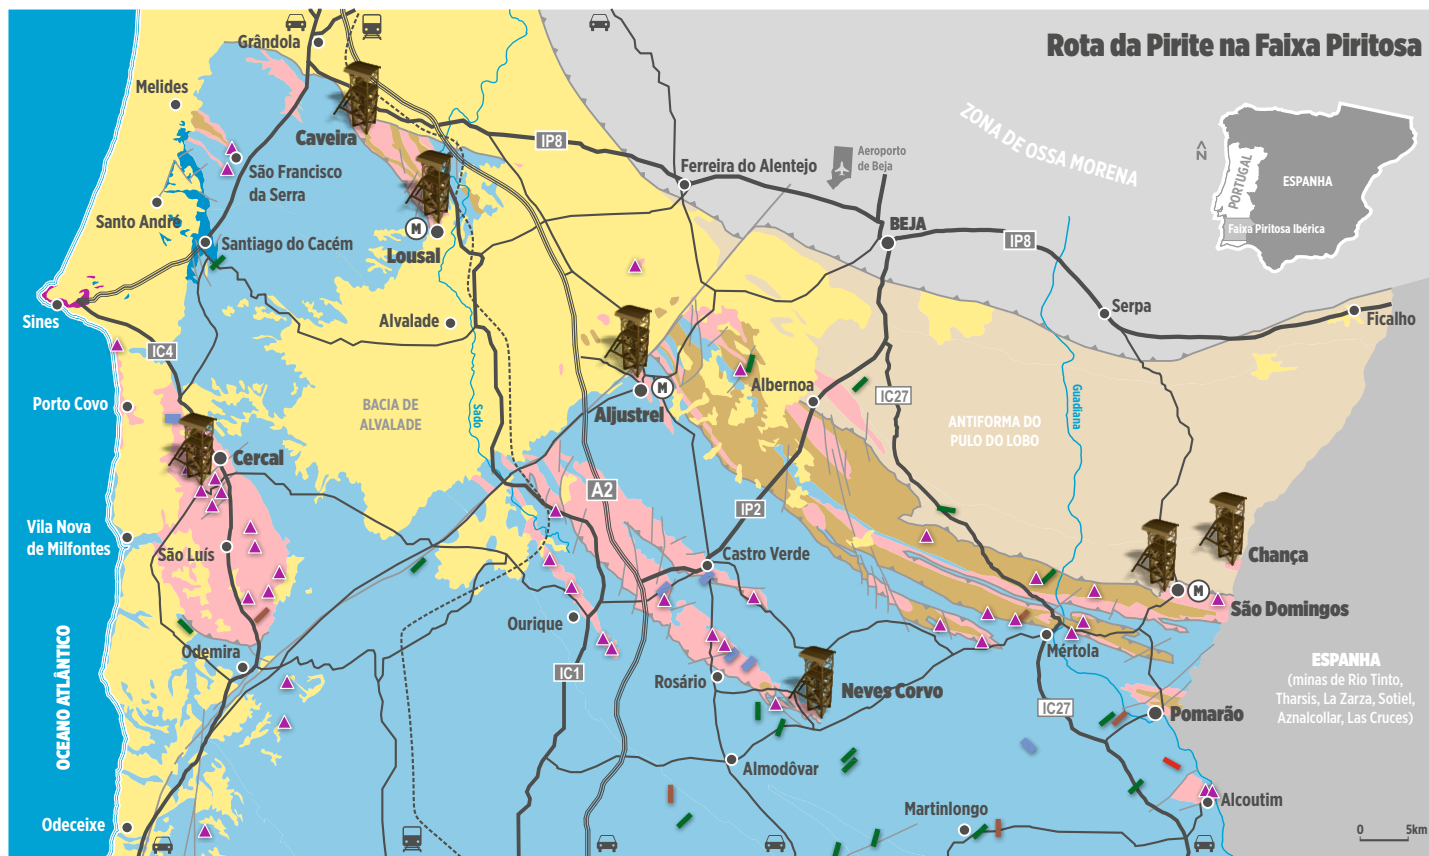 Rota da Pirite na Faixa Piritosa
Grândola
Melides
Caveira
IP8
ZONA DE OSSA MORENA
N
PORTUGAL
ESPANHA
Faixa Piritosa Ibérica
Aeroporto
de Beja
Ferreira do Alentejo
São Francisco
da Serra
Santo André
Santiago do Cacém
M
Lousal
BEJA
IP8
Serpa
Ficalho
Sines
Alvalade
IC4
Porto Covo
BACIA DE
ALVALADE
Sado
Aljustrel
M
Albernoa
IC27
ANTIFORMA DO
PULO DO LOBO
Guadiana
Cercal
A2
IP2
Vila Nova
de Milfontes
São Luís
Castro Verde
Chança
M
São Domingos
Ourique
Odemira
Mértola
OCEANO ATLÂNTICO
IC1
Rosário
Neves Corvo
IC27
Pomarão
ESPANHA
(minas de Rio Tinto,
Tharsis, La Zarza, Sotiel,
Aznalcollar, Las Cruces)
Almodôvar
Alcoutim
Martinlongo
Odeceixe
0 5km